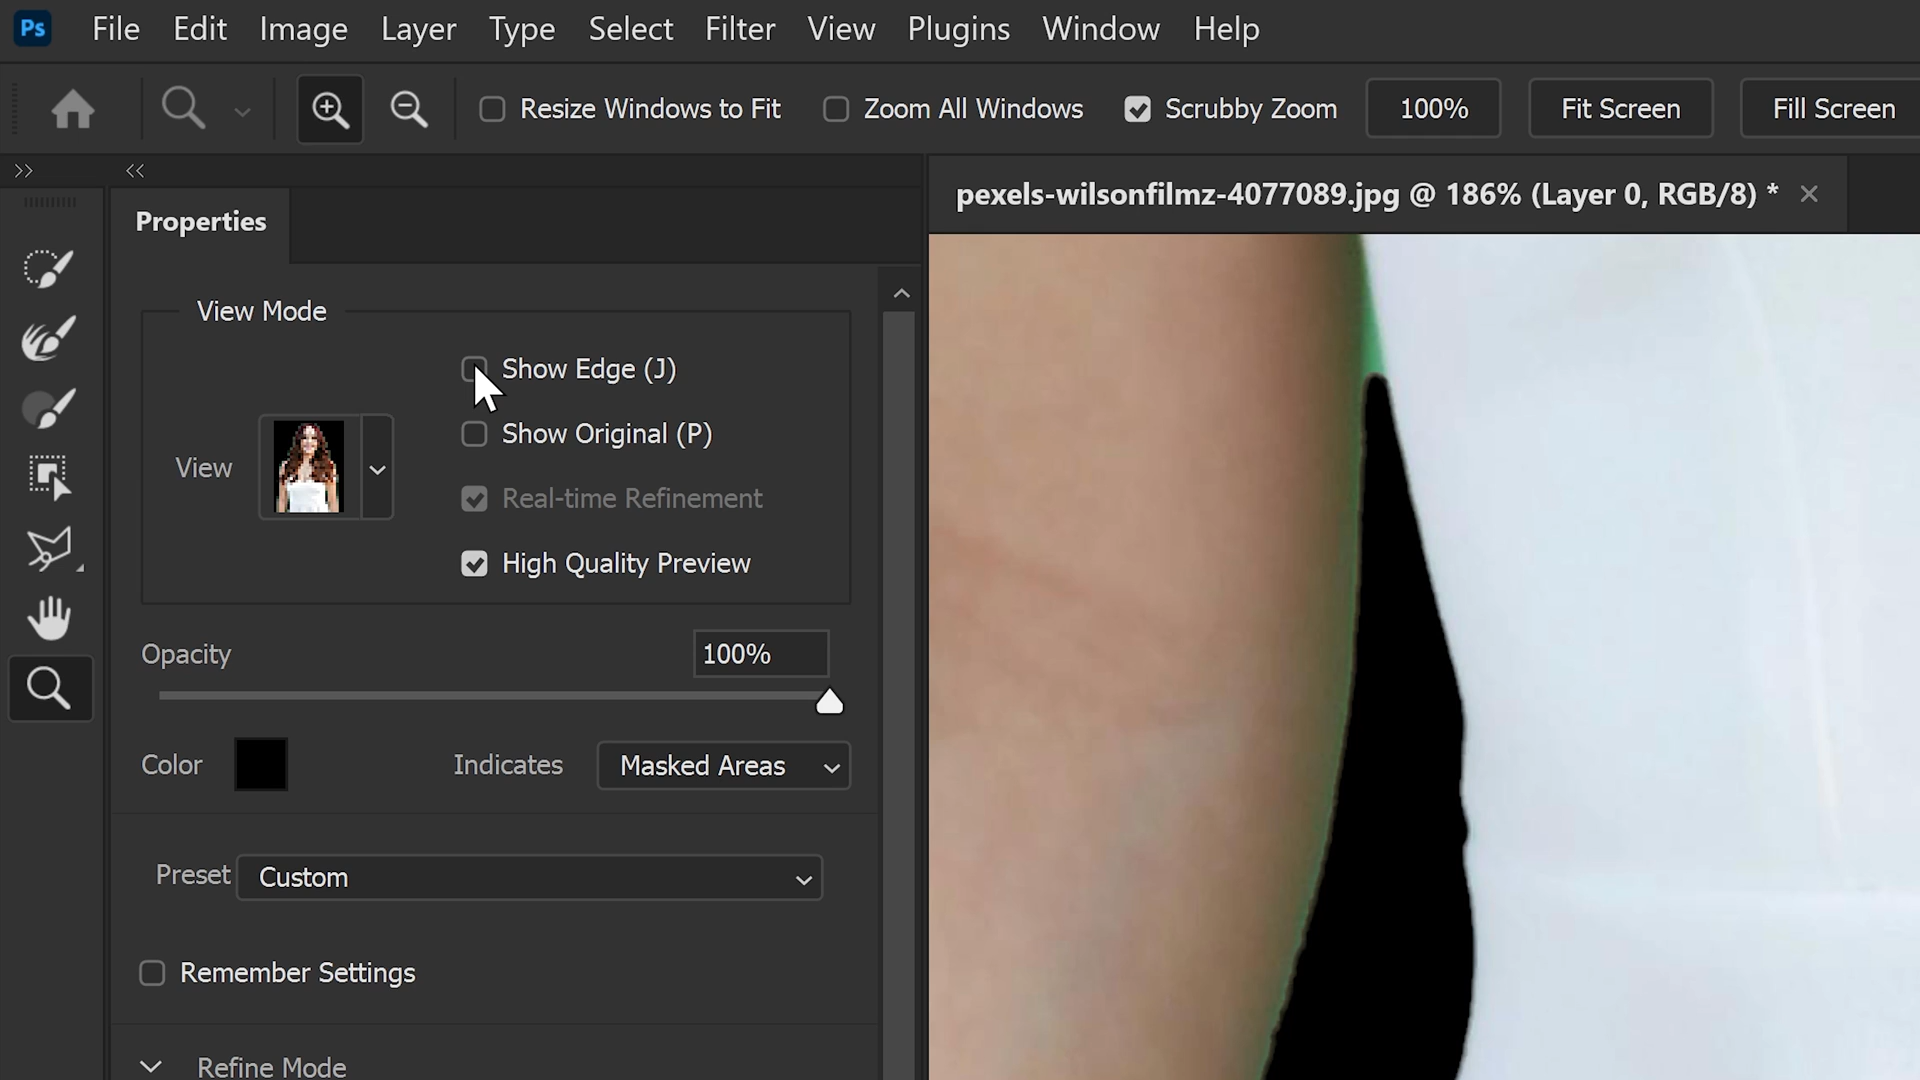 Ps File Edit Image Layer Type Select Filter View Plugins Window Help
Resize Windows to Fit Zoom All Windows Scrubby Zoom 100% Fit Screen Fill Screen
Properties
pexels-wilsonfilmz-4077089.jpg @ 186% (Layer 0, RGB/8) *
View Mode
Show Edge (J)
Show Original (P)
View
Real-time Refinement
High Quality Preview
Opacity 100%
Color Indicates Masked Areas
Preset Custom
Remember Settings
Refine Mode